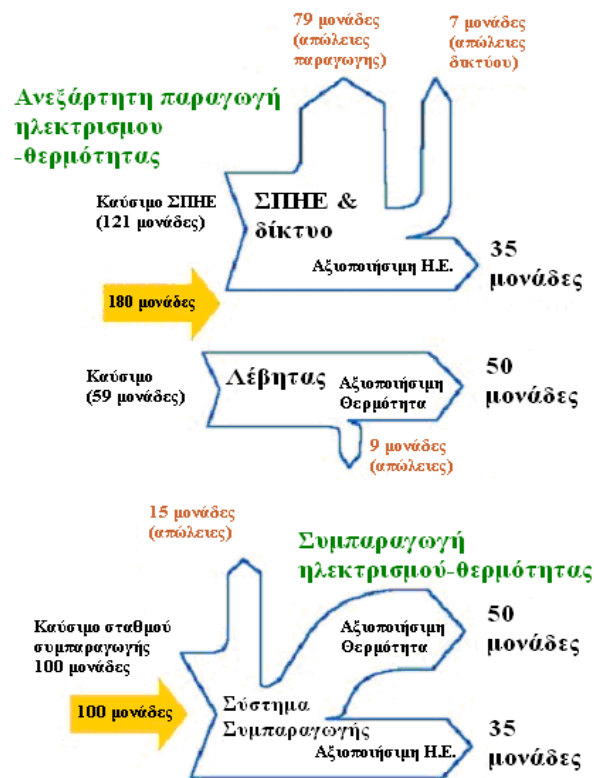 79 μονάδες
(απώλειες
παραγωγης)
7 μονάδες
(απώλειες
δικτύου)
Ανεξάρτητη παραγωγή
ηλεκτρισμου
-θερμότητας
Καύσιμο ΣΠΗΕ
(121 μονάδες)
ΣΠΗΕ &
δίκτυο
Αξιοποιήσιμη Η.Ε.
35
μονάδες
180 μονάδες
Καύσιμο
(59 μονάδες)
Λέβητας
Αξιοποιήσιμη
Θερμότητα
50
μονάδες
9 μονάδες
(απώλειες)
15 μονάδες
(απώλειες)
Συμπαραγωγή
ηλεκτρισμού-θερμότητας
Καύσιμο σταθμού
συμπαραγωγής
100 μονάδες
Αξιοποιήσιμη
Θερμότητα
50
μονάδες
100 μονάδες
Σύστημα
Συμπαραγωγής
Αξιοποιήσιμη Η.Ε.
35
μονάδες